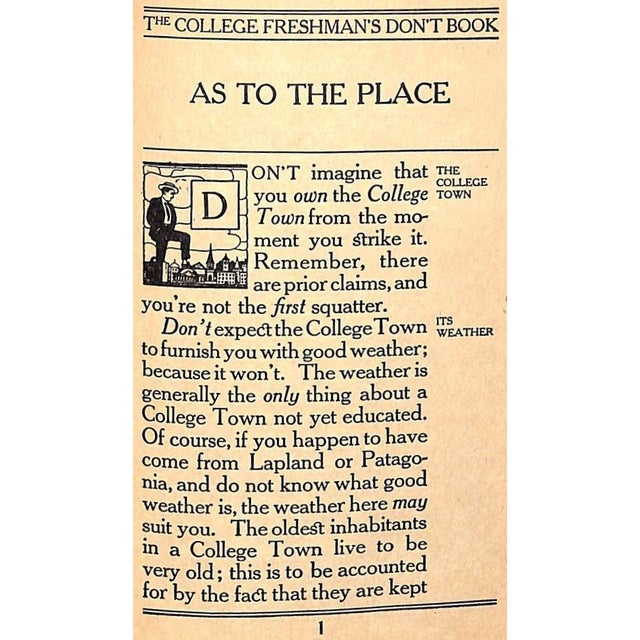 THE COLLEGE FRESHMAN'S DON'T BOOK
AS TO THE PLACE
DON'T imagine that
you own the College
Town from the mo-
ment you strike it.
Remember, there
are prior claims, and
you're not the first squatter.
THE
COLLEGE
TOWN
Don't expect the College Town
to furnish you with good weather;
because it won't. The weather is
generally the only thing about a
College Town not yet educated.
Of course, if you happen to have
come from Lapland or Patago-
nia, and do not know what good
weather is, the weather here may
suit you. The oldest inhabitants
in a College Town live to be
very old; this is to be accounted
for by the fact that they are kept
ITS
WEATHER
1